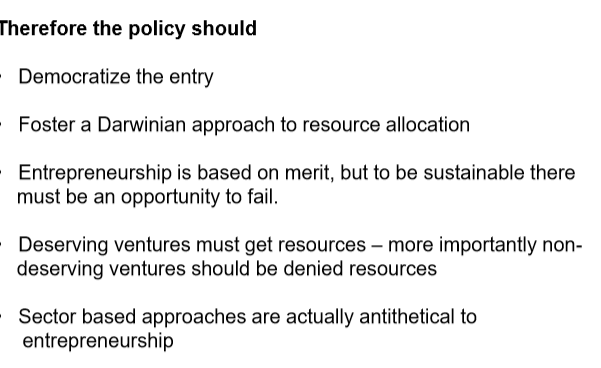 Therefore the policy should
· Democratize the entry
· Foster a Darwinian approach to resource allocation
· Entrepreneurship is based on merit, but to be sustainable there
must be an opportunity to fail.
· Deserving ventures must get resources – more importantly non-
deserving ventures should be denied resources
· Sector based approaches are actually antithetical to
entrepreneurship